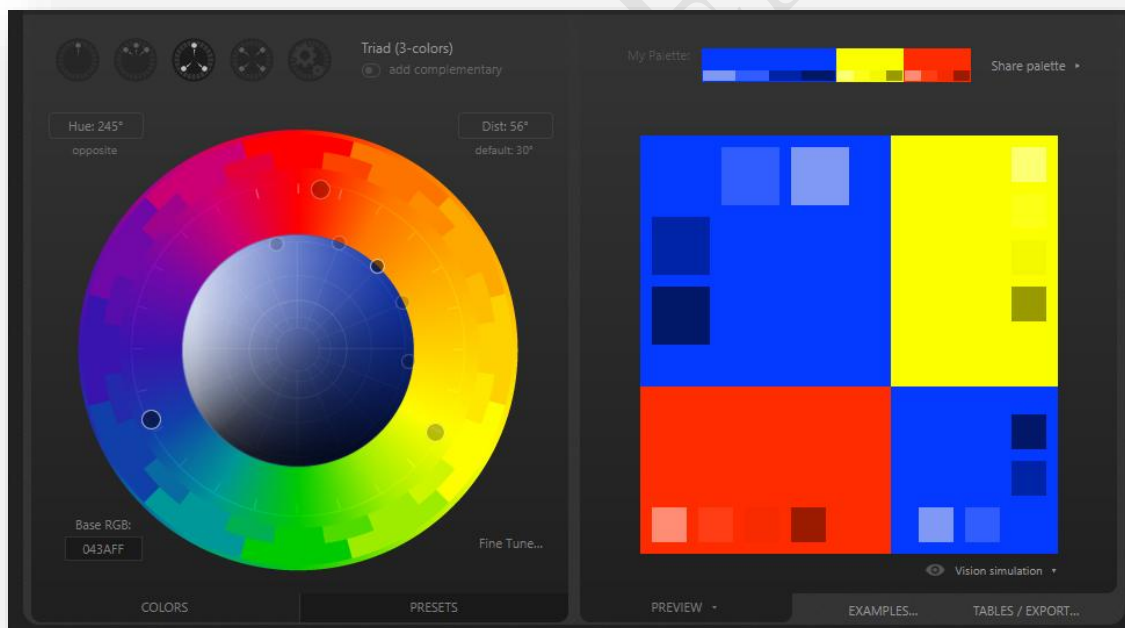 Triad (3-colors)
add complementary
Hue: 245°
opposite
Dist: 56°
default: 30°
Base RGB:
043AFF
Fine Tune...
COLORS
PRESETS
My Palette:
Share palette
Vision simulation
PREVIEW
EXAMPLES...
TABLES / EXPORT...